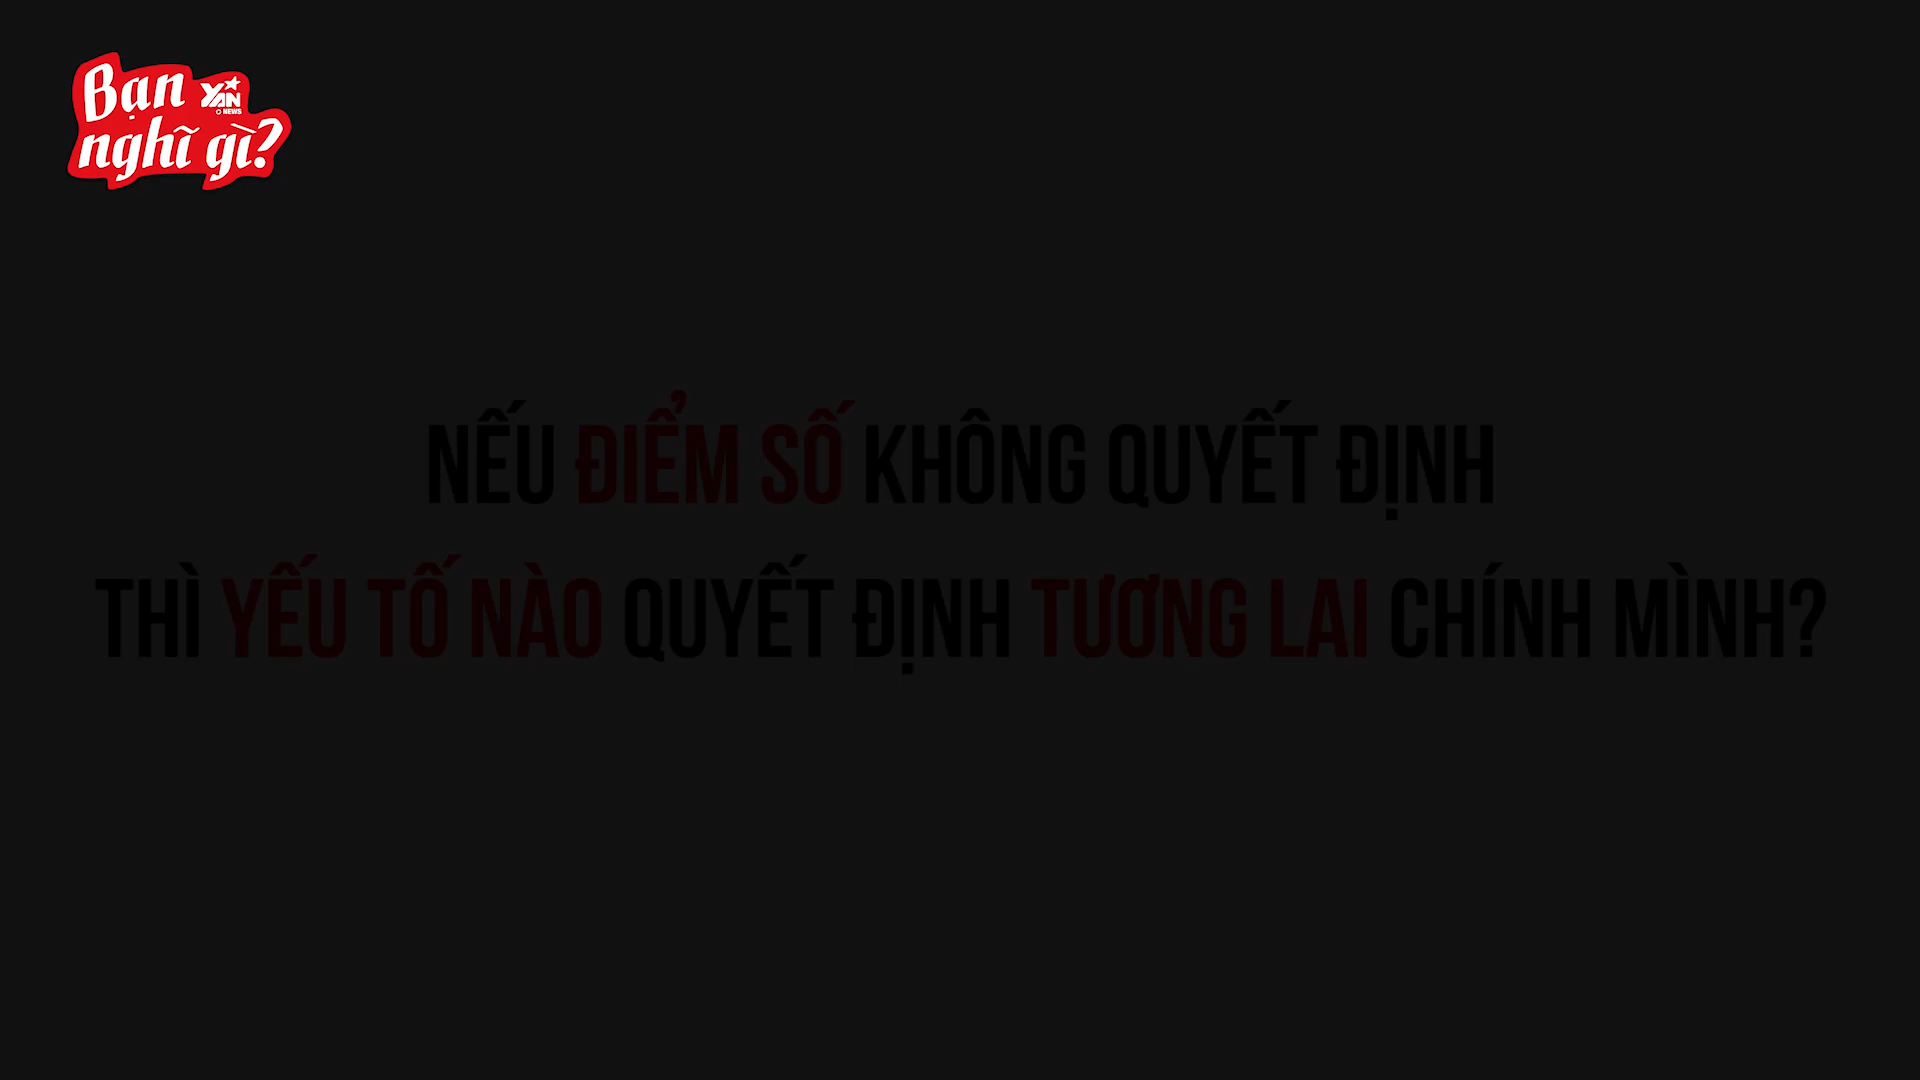 Bạn
YAN
NEWS
nghĩ gì?
NẾU ĐIỂM SỐ KHÔNG QUYẾT ĐỊNH
THÌ YẾU TỐ NÀO QUYẾT ĐỊNH TƯƠNG LAI CHÍNH MÌNH?